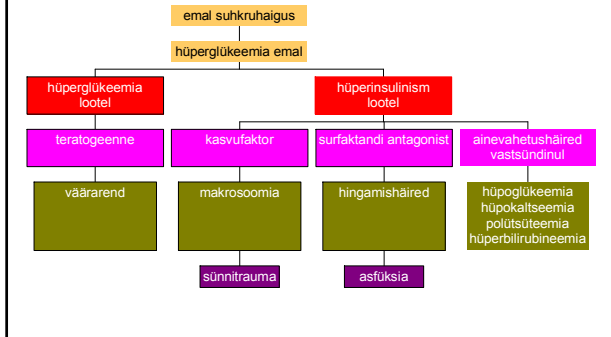 emal suhkruhaigus
hüperglükeemia emal
hüperglükeemia
lootel
hüperinsulinism
lootel
teratogeenne
kasvufaktor
surfaktandi antagonist
ainevahetushäired
vastsündinul
väärarend
makrosoomia
hingamishäired
hüpoglükeemia
hüpokaltseemia
polütsüteemia
hüperbilirubineemia
sünnitrauma
asfüksia